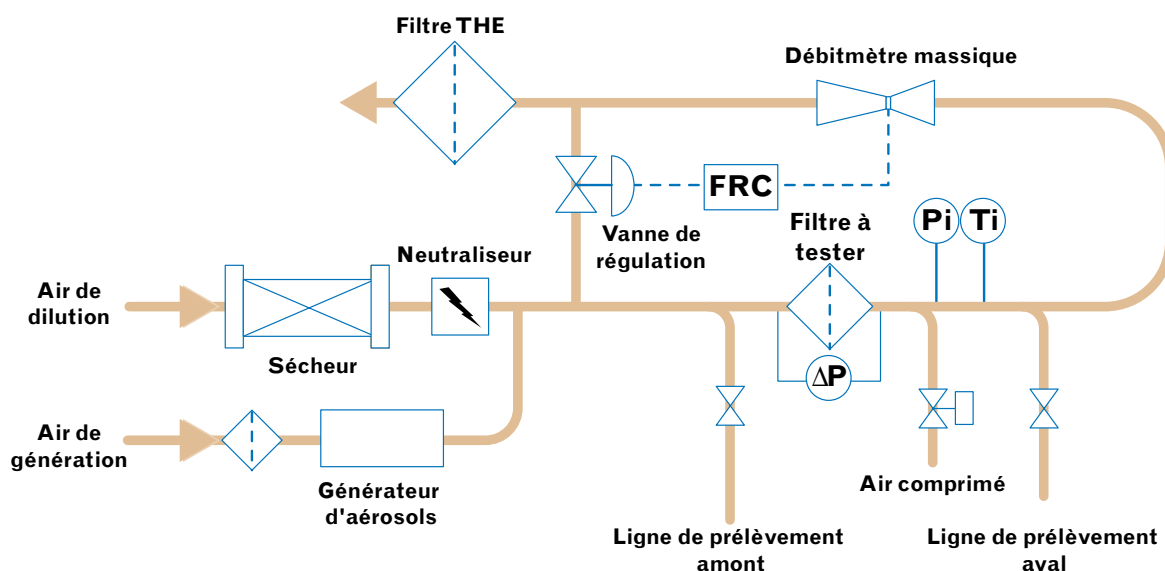 Filtre THE
Débitmètre massique
FRC
Vanne de
régulation
Filtre à
tester
Pi
Ti
Neutraliseur
Air de
dilution
Sécheur
ΔP
Air de
génération
Générateur
d'aérosols
Air comprimé
Ligne de prélèvement
amont
Ligne de prélèvement
aval